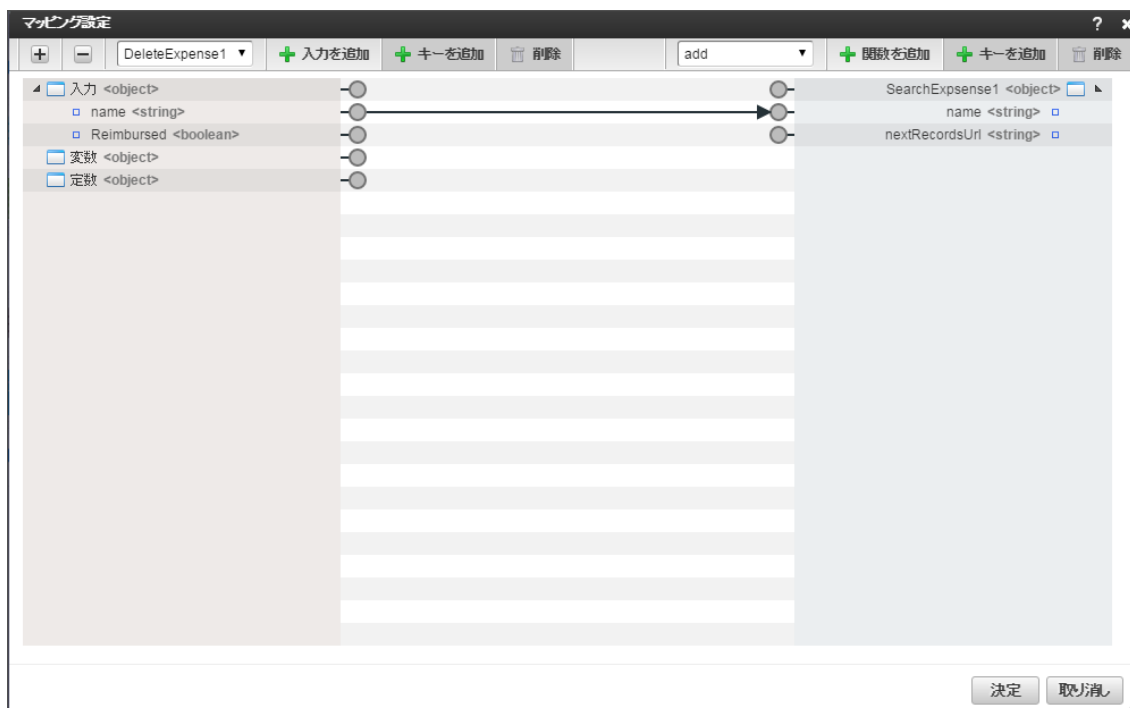 マッピング設定 ? ×
+ − DeleteExpense1 ▼ + 入力を追加 + キーを追加 削除 add ▼ + 関数を追加 + キーを追加 削除
入力 <object> SearchExpsense1 <object>
name <string> name <string>
Reimbursed <boolean> nextRecordsUrl <string>
変数 <object>
定数 <object>
決定 取り消し